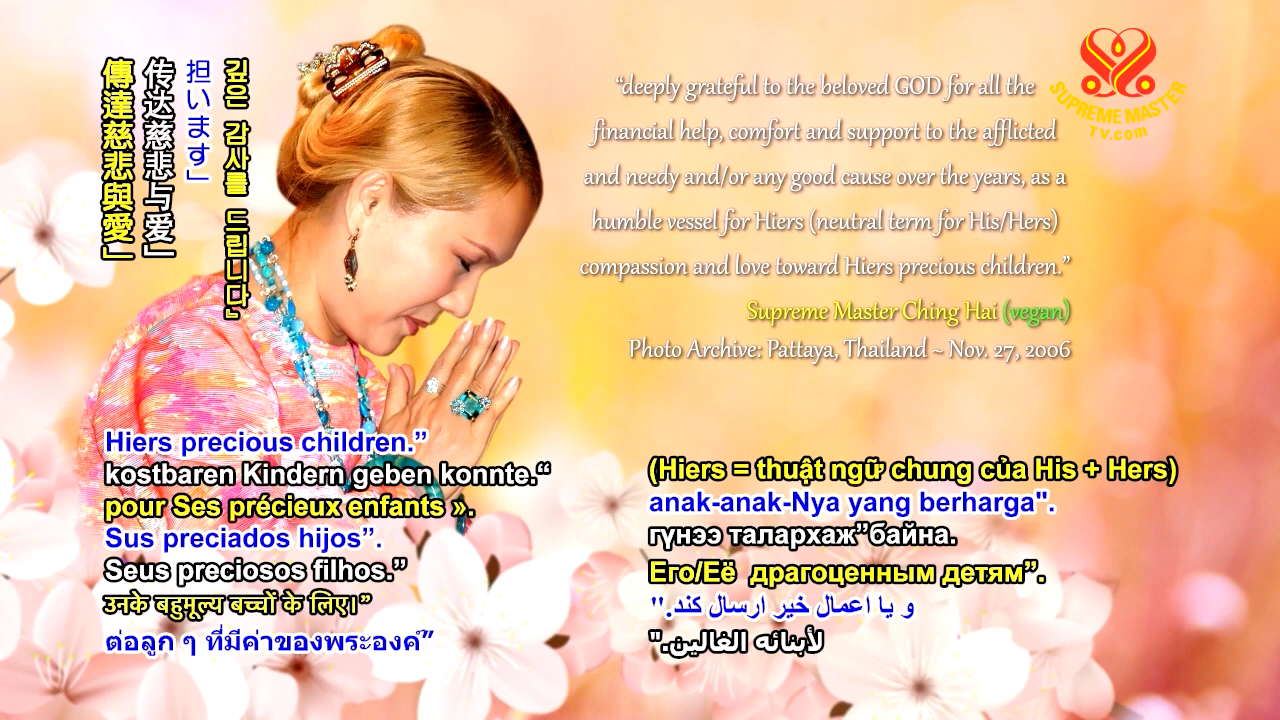 傳達慈悲與愛」
传达慈悲与爱」
担います」
깊은 감사를 드립니다』
“deeply grateful to the beloved GOD for all the
financial help, comfort and support to the afflicted
and needy and/or any good cause over the years, as a
humble vessel for Hiers (neutral term for His/Hers)
compassion and love toward Hiers precious children.”
Supreme Master Ching Hai (vegan)
Photo Archive: Pattaya, Thailand ~ Nov. 27, 2006
SUPREME MASTER
TV.com
Hiers precious children.”
kostbaren Kindern geben konnte.“
pour Ses précieux enfants ».
Sus preciados hijos”.
Seus preciosos filhos.”
उनके बहुमूल्य बच्चों के लिए।”
ต่อลูก ๆ ที่มีค่าของพระองค์”
(Hiers = thuật ngữ chung của His + Hers)
anak-anak-Nya yang berharga".
гүнээ талархаж”байна.
Его/Её драгоценным детям”.
و یا اعمال خیر ارسال کند."
لأبنائه الغالين."